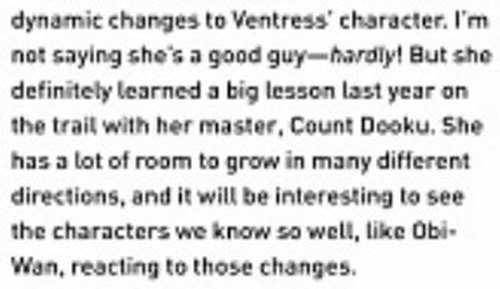 dynamic changes to Ventress' character. I'm
not saying she's a good guy—hardly! But she
definitely learned a big lesson last year on
the trail with her master, Count Dooku. She
has a lot of room to grow in many different
directions, and it will be interesting to see
the characters we know so well, like Obi-
Wan, reacting to those changes.